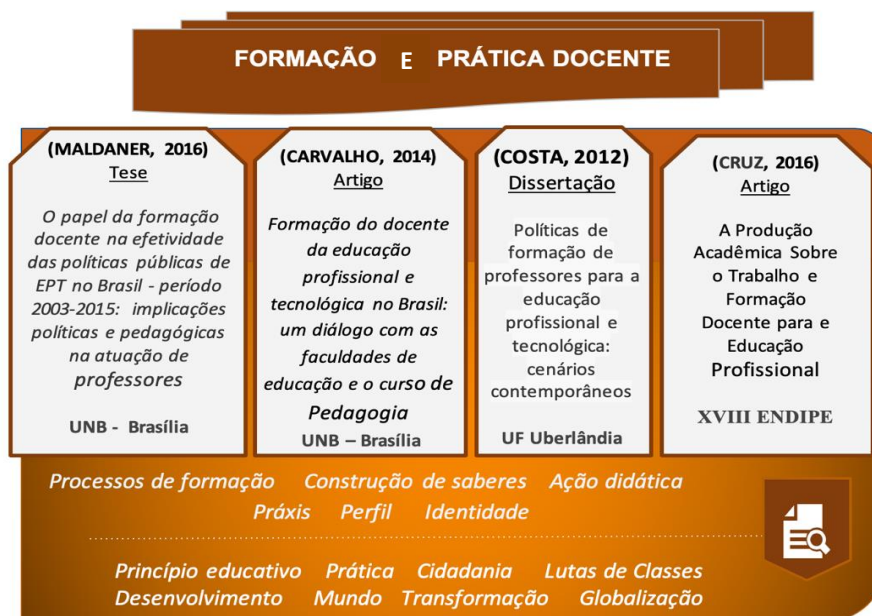 FORMAÇÃO E PRÁTICA DOCENTE
(MALDANER, 2016)
Tese
O papel da formação
docente na efetividade
das políticas públicas de
EPT no Brasil - período
2003-2015: implicações
políticas e pedagógicas
na atuação de
professores
UNB - Brasília
(CARVALHO, 2014)
Artigo
Formação do docente
da educação
profissional e
tecnológica no Brasil:
um diálogo com as
faculdades de
educação e o curso de
Pedagogia
UNB – Brasília
(COSTA, 2012)
Dissertação
Políticas de
formação de
professores para a
educação
profissional e
tecnológica:
cenários
contemporâneos
UF Uberlândia
(CRUZ, 2016)
Artigo
A Produção
Acadêmica Sobre
o Trabalho e
Formação
Docente para e
Educação
Profissional
XVIII ENDIPE
Processos de formação Construção de saberes Ação didática
Práxis Perfil Identidade
Princípio educativo Prática Cidadania Lutas de Classes
Desenvolvimento Mundo Transformação Globalização